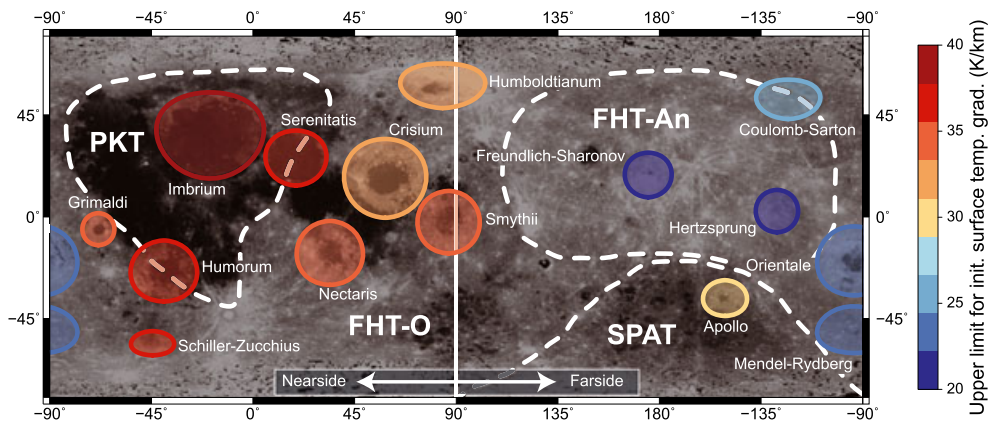 −90° −45° 0° 45° 90° 135° 180° −135° −90°
45° 0° −45°
PKT
Imbrium
Serenitatis
Crisium
Humboldtianum
FHT-An
Coulomb-Sarton
Freundlich-Sharonov
Grimaldi
Smythii
Hertzsprung
Humorum
Nectaris
Orientale
FHT-O
SPAT
Apollo
Schiller-Zucchius
Mendel-Rydberg
Nearside Farside
45° 0° −45°
−90° −45° 0° 45° 90° 135° 180° −135° −90°
40
35
30
25
20
Upper limit for init. surface temp. grad. (K/km)